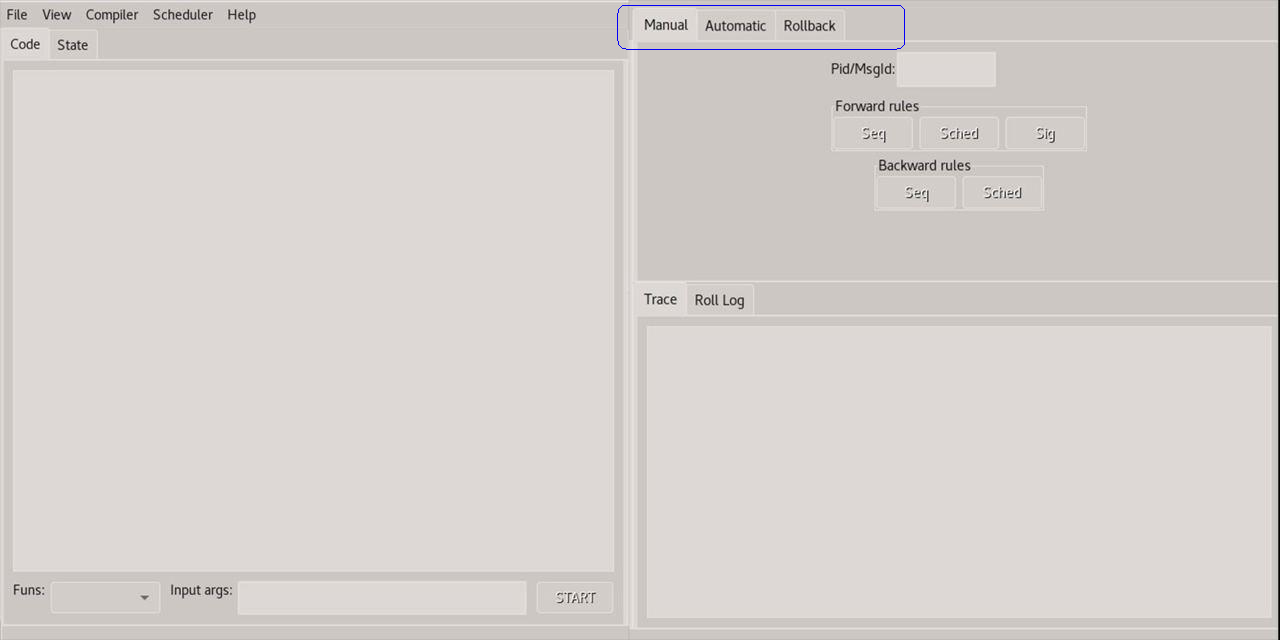 File View Compiler Scheduler Help
Code State
Funs: Input args: START
Manual Automatic Rollback
Pid/MsgId:
Forward rules
Seq Sched Sig
Backward rules
Seq Sched
Trace Roll Log